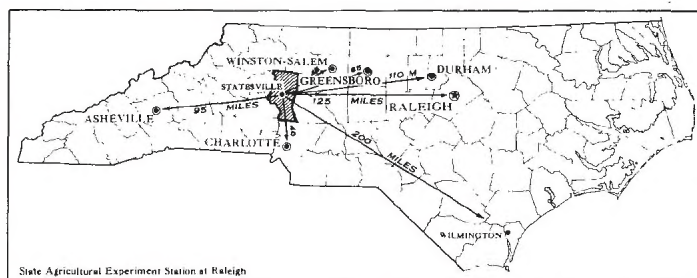 WINSTON-SALEM
STATESVILLE
GREENSBORO
65
110 M
DURHAM
ASHEVILLE
95
MILES
125
MILES
RALEIGH
40
CHARLOTTE
200
MILES
WILMINGTON
State Agricultural Experiment Station at Raleigh